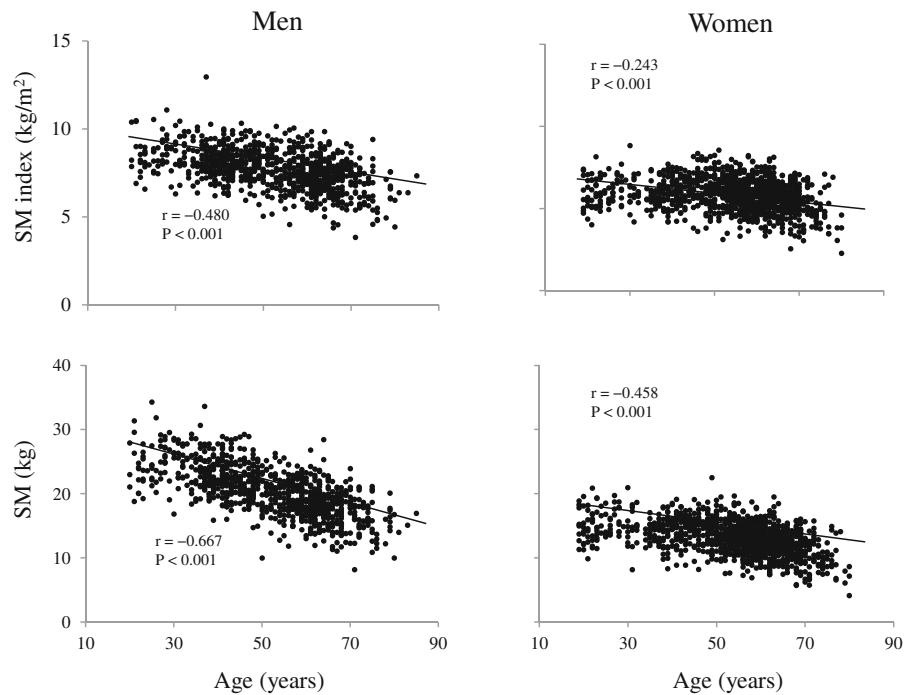 Men
Women
SM index (kg/m²)
15
10
5
0
r = −0.480
P < 0.001
r = −0.243
P < 0.001
SM (kg)
40
30
20
10
0
r = −0.667
P < 0.001
r = −0.458
P < 0.001
10 30 50 70 90
10 30 50 70 90
Age (years)
Age (years)